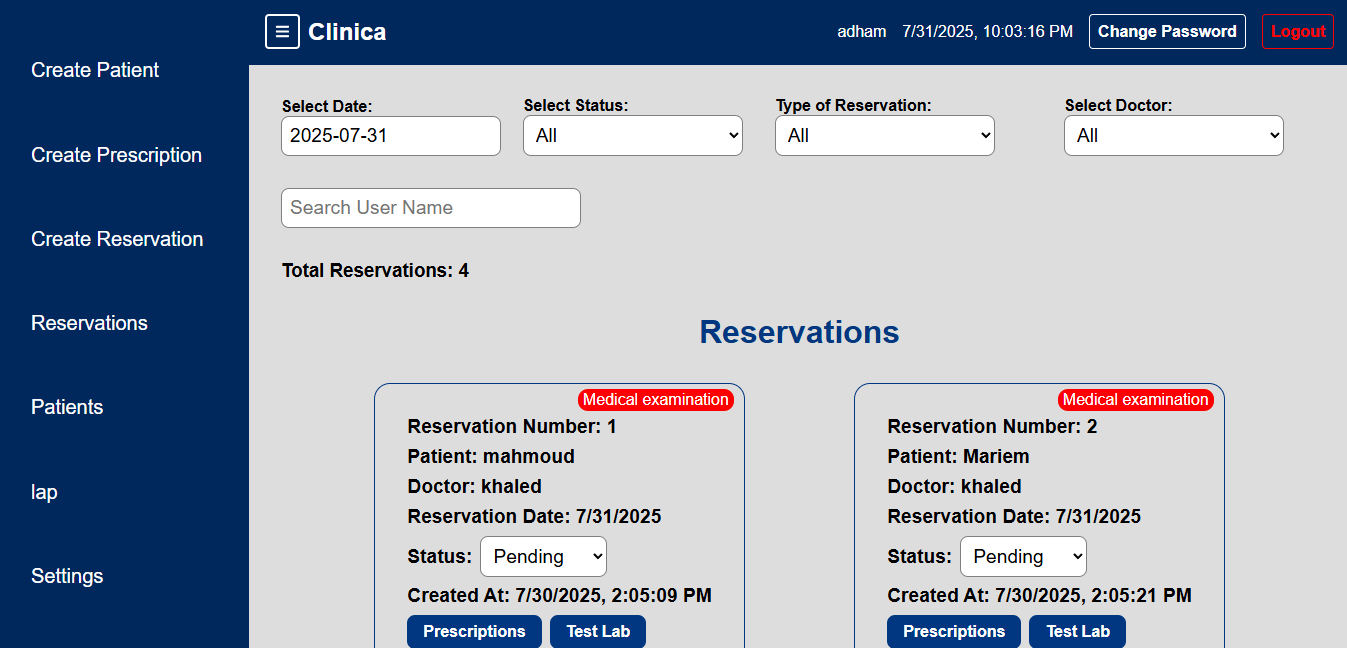 ☰ Clinica
adham 7/31/2025, 10:03:16 PM Change Password Logout
Create Patient
Create Prescription
Create Reservation
Reservations
Patients
lap
Settings
Select Date: Select Status: Type of Reservation: Select Doctor:
2025-07-31 All All All
Search User Name
Total Reservations: 4
Reservations
Medical examination
Reservation Number: 1
Patient: mahmoud
Doctor: khaled
Reservation Date: 7/31/2025
Status: Pending
Created At: 7/30/2025, 2:05:09 PM
Prescriptions Test Lab
Medical examination
Reservation Number: 2
Patient: Mariem
Doctor: khaled
Reservation Date: 7/31/2025
Status: Pending
Created At: 7/30/2025, 2:05:21 PM
Prescriptions Test Lab